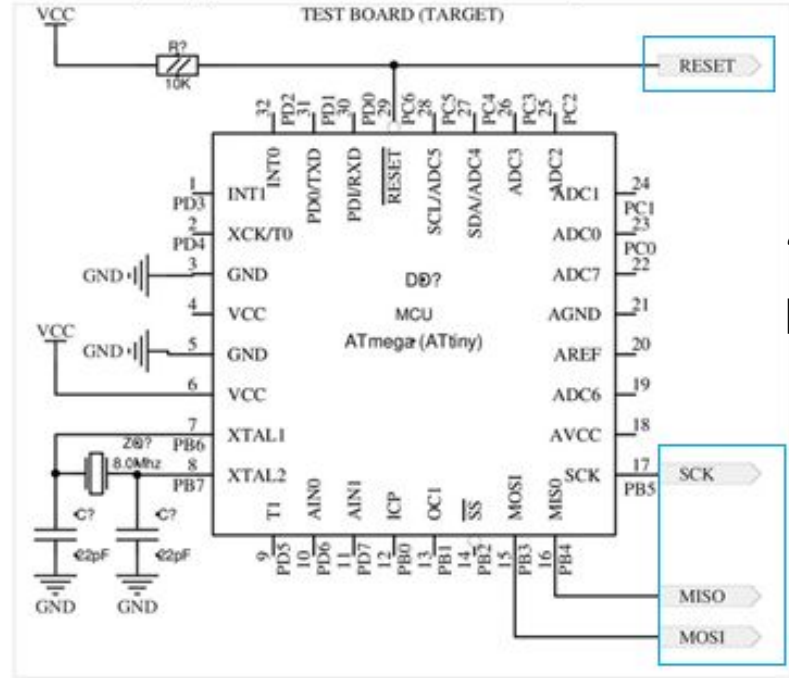 VCC
TEST BOARD (TARGET)
R?
10K
RESET
32 PD2
31 PD1
30 PD0
29 PC6
28 PC5
27 PC4
26 PC3
25 PC2
INT0
PD0/TXD
PDI/RXD
RESET
SCL/ADC5
SDA/ADC4
ADC3
ADC2
1 PD3 INT1
2 PD4 XCK/T0
GND 3 GND
4 VCC
VCC
GND 5 GND
6 VCC
7 PB6 XTAL1
8 PB7 XTAL2
ADC1 24 PC1
ADC0 23 PC0
ADC7 22
AGND 21
AREF 20
ADC6 19
AVCC 18
SCK 17 PB5
MCU
ATmega (ATtiny)
8.0Mhz
C?
22pF
GND
C?
22pF
GND
T1
AIN0
AIN1
ICP
OC1
SS
MOSI
MISO
9 PD5
10 PD6
11 PD7
12 PB0
13 PB1
14 PB2
15 PB3
16 PB4
SCK
MISO
MOSI